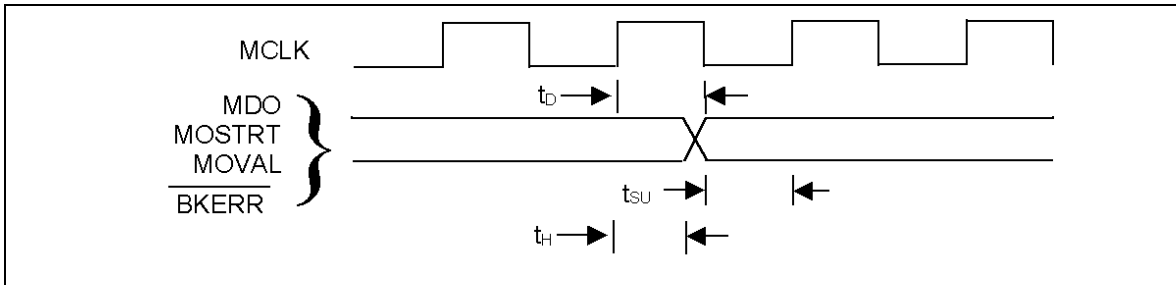 MCLK
tD
MDO
MOSTRT
MOVAL
BKERR
tSU
tH